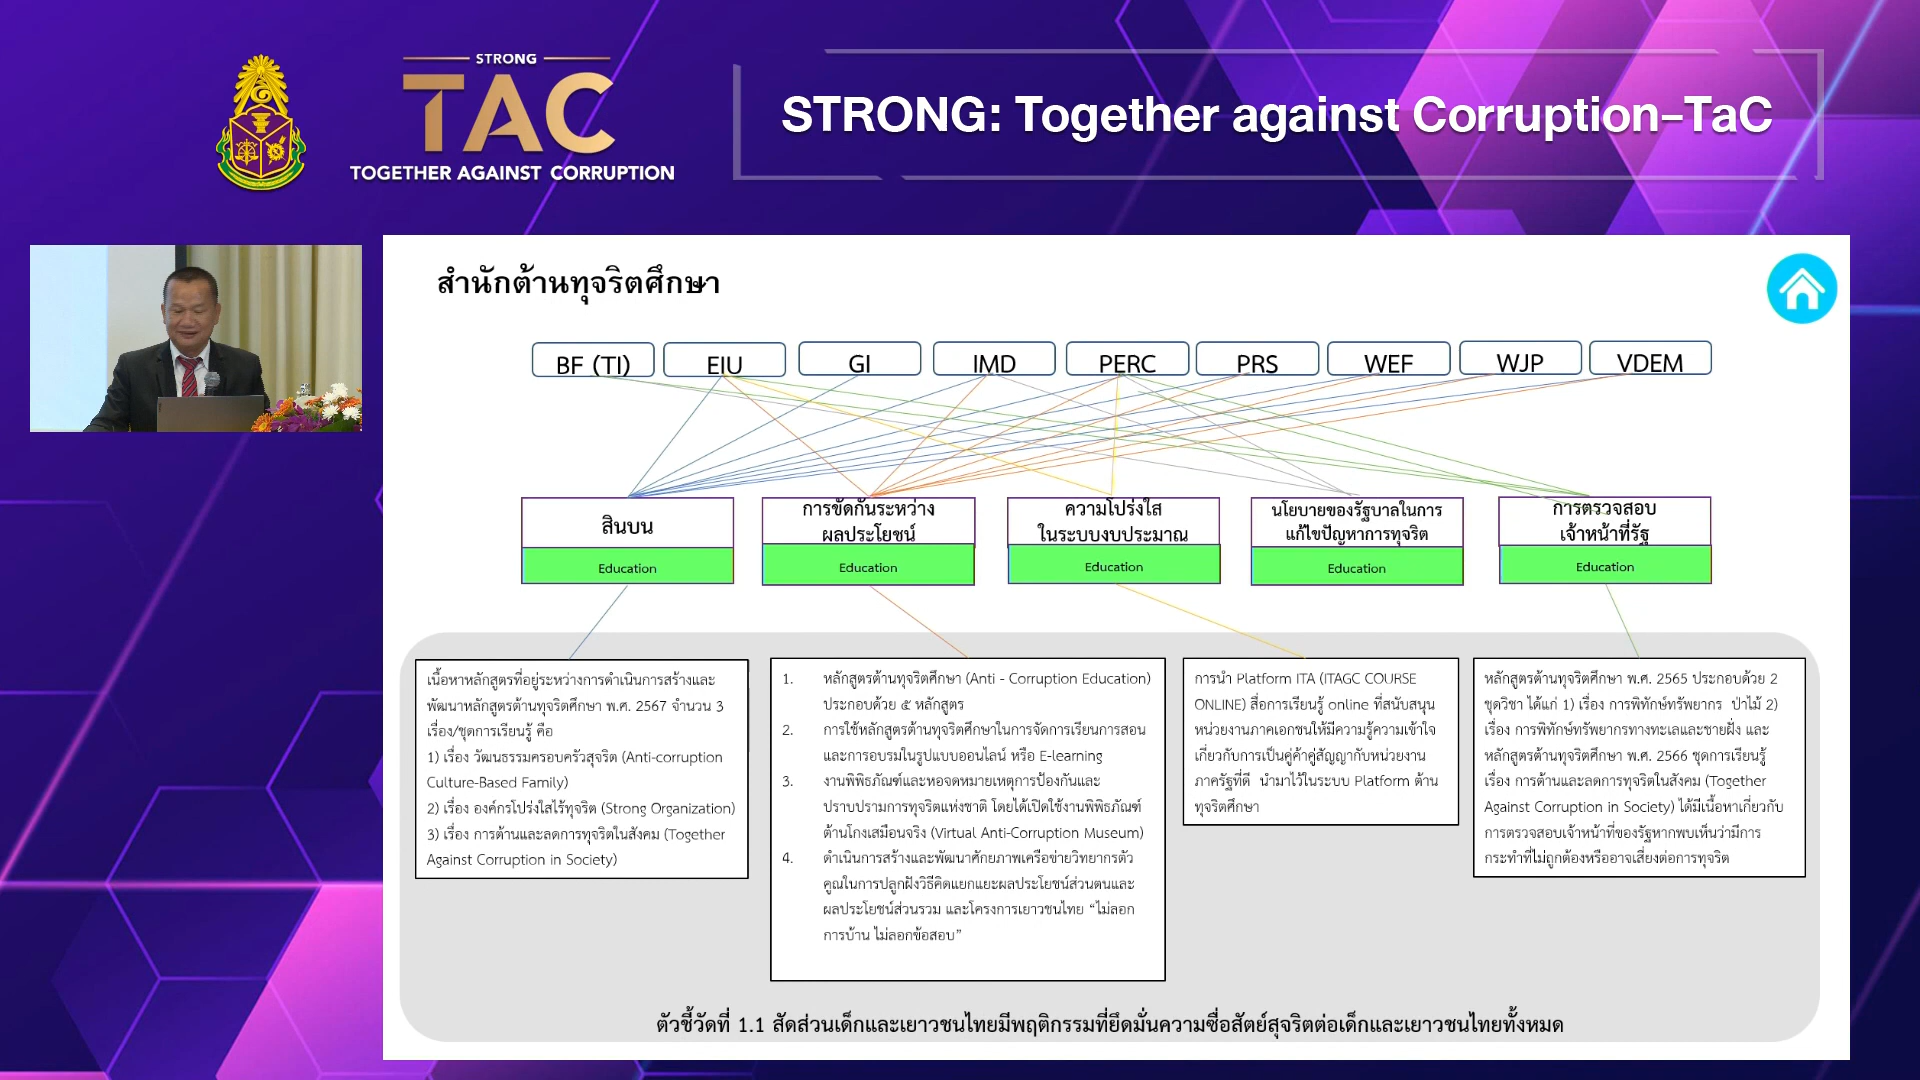 STRONG
TAC
TOGETHER AGAINST CORRUPTION
STRONG: Together against Corruption-TaC
สำนักต้านทุจริตศึกษา
BF (TI)
EIU
GI
IMD
PERC
PRS
WEF
WJP
VDEM
สินบน
Education
การขัดกันระหว่าง
ผลประโยชน์
Education
ความโปร่งใส
ในระบบงบประมาณ
Education
นโยบายของรัฐบาลในการ
แก้ไขปัญหาการทุจริต
Education
การตรวจสอบ
เจ้าหน้าที่รัฐ
Education
เนื้อหาหลักสูตรที่อยู่ระหว่างการดำเนินการสร้างและ
พัฒนาหลักสูตรต้านทุจริตศึกษา พ.ศ. 2567 จำนวน 3
เรื่อง/ชุดการเรียนรู้ คือ
1) เรื่อง วัฒนธรรมครอบครัวสุจริต (Anti-corruption
Culture-Based Family)
2) เรื่อง องค์กรโปร่งใสไร้ทุจริต (Strong Organization)
3) เรื่อง การต้านและลดการทุจริตในสังคม (Together
Against Corruption in Society)
1. หลักสูตรต้านทุจริตศึกษา (Anti - Corruption Education)
ประกอบด้วย ๕ หลักสูตร
2. การใช้หลักสูตรต้านทุจริตศึกษาในการจัดการเรียนการสอน
และการอบรมในรูปแบบออนไลน์ หรือ E-learning
3. งานพิพิธภัณฑ์และหอจดหมายเหตุการป้องกันและ
ปราบปรามการทุจริตแห่งชาติ โดยได้เปิดใช้งานพิพิธภัณฑ์
ต้านโกงเสมือนจริง (Virtual Anti-Corruption Museum)
4. ดำเนินการสร้างและพัฒนาศักยภาพเครือข่ายวิทยากรตัว
คูณในการปลูกฝังวิธีคิดแยกแยะผลประโยชน์ส่วนตนและ
ผลประโยชน์ส่วนรวม และโครงการเยาวชนไทย “ไม่ลอก
การบ้าน ไม่ลอกข้อสอบ”
การนำ Platform ITA (ITAGC COURSE
ONLINE) สื่อการเรียนรู้ online ที่สนับสนุน
หน่วยงานภาคเอกชนให้มีความรู้ความเข้าใจ
เกี่ยวกับการเป็นคู่ค้าคู่สัญญากับหน่วยงาน
ภาครัฐที่ดี นำมาไว้ในระบบ Platform ต้าน
ทุจริตศึกษา
หลักสูตรต้านทุจริตศึกษา พ.ศ. 2565 ประกอบด้วย 2
ชุดวิชา ได้แก่ 1) เรื่อง การพิทักษ์ทรัพยากร ป่าไม้ 2)
เรื่อง การพิทักษ์ทรัพยากรทางทะเลและชายฝั่ง และ
หลักสูตรต้านทุจริตศึกษา พ.ศ. 2566 ชุดการเรียนรู้
เรื่อง การต้านและลดการทุจริตในสังคม (Together
Against Corruption in Society) ได้มีเนื้อหาเกี่ยวกับ
การตรวจสอบเจ้าหน้าที่ของรัฐหากพบเห็นว่ามีการ
กระทำที่ไม่ถูกต้องหรืออาจเสี่ยงต่อการทุจริต
ตัวชี้วัดที่ 1.1 สัดส่วนเด็กและเยาวชนไทยมีพฤติกรรมที่ยึดมั่นความซื่อสัตย์สุจริตต่อเด็กและเยาวชนไทยทั้งหมด